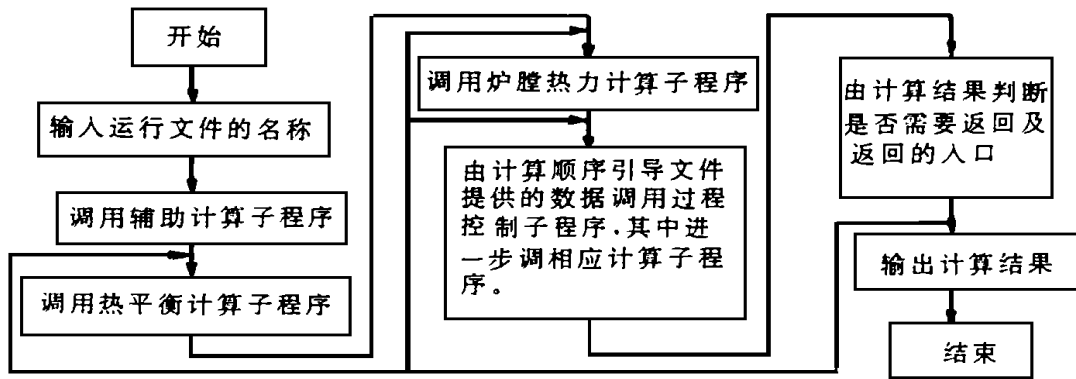 开始
输入运行文件的名称
调用辅助计算子程序
调用热平衡计算子程序
调用炉膛热力计算子程序
由计算顺序引导文件
提供的数据调用过程
控制子程序.其中进
一步调相应计算子程
序。
由计算结果判断
是否需要返回及
返回的入口
输出计算结果
结束